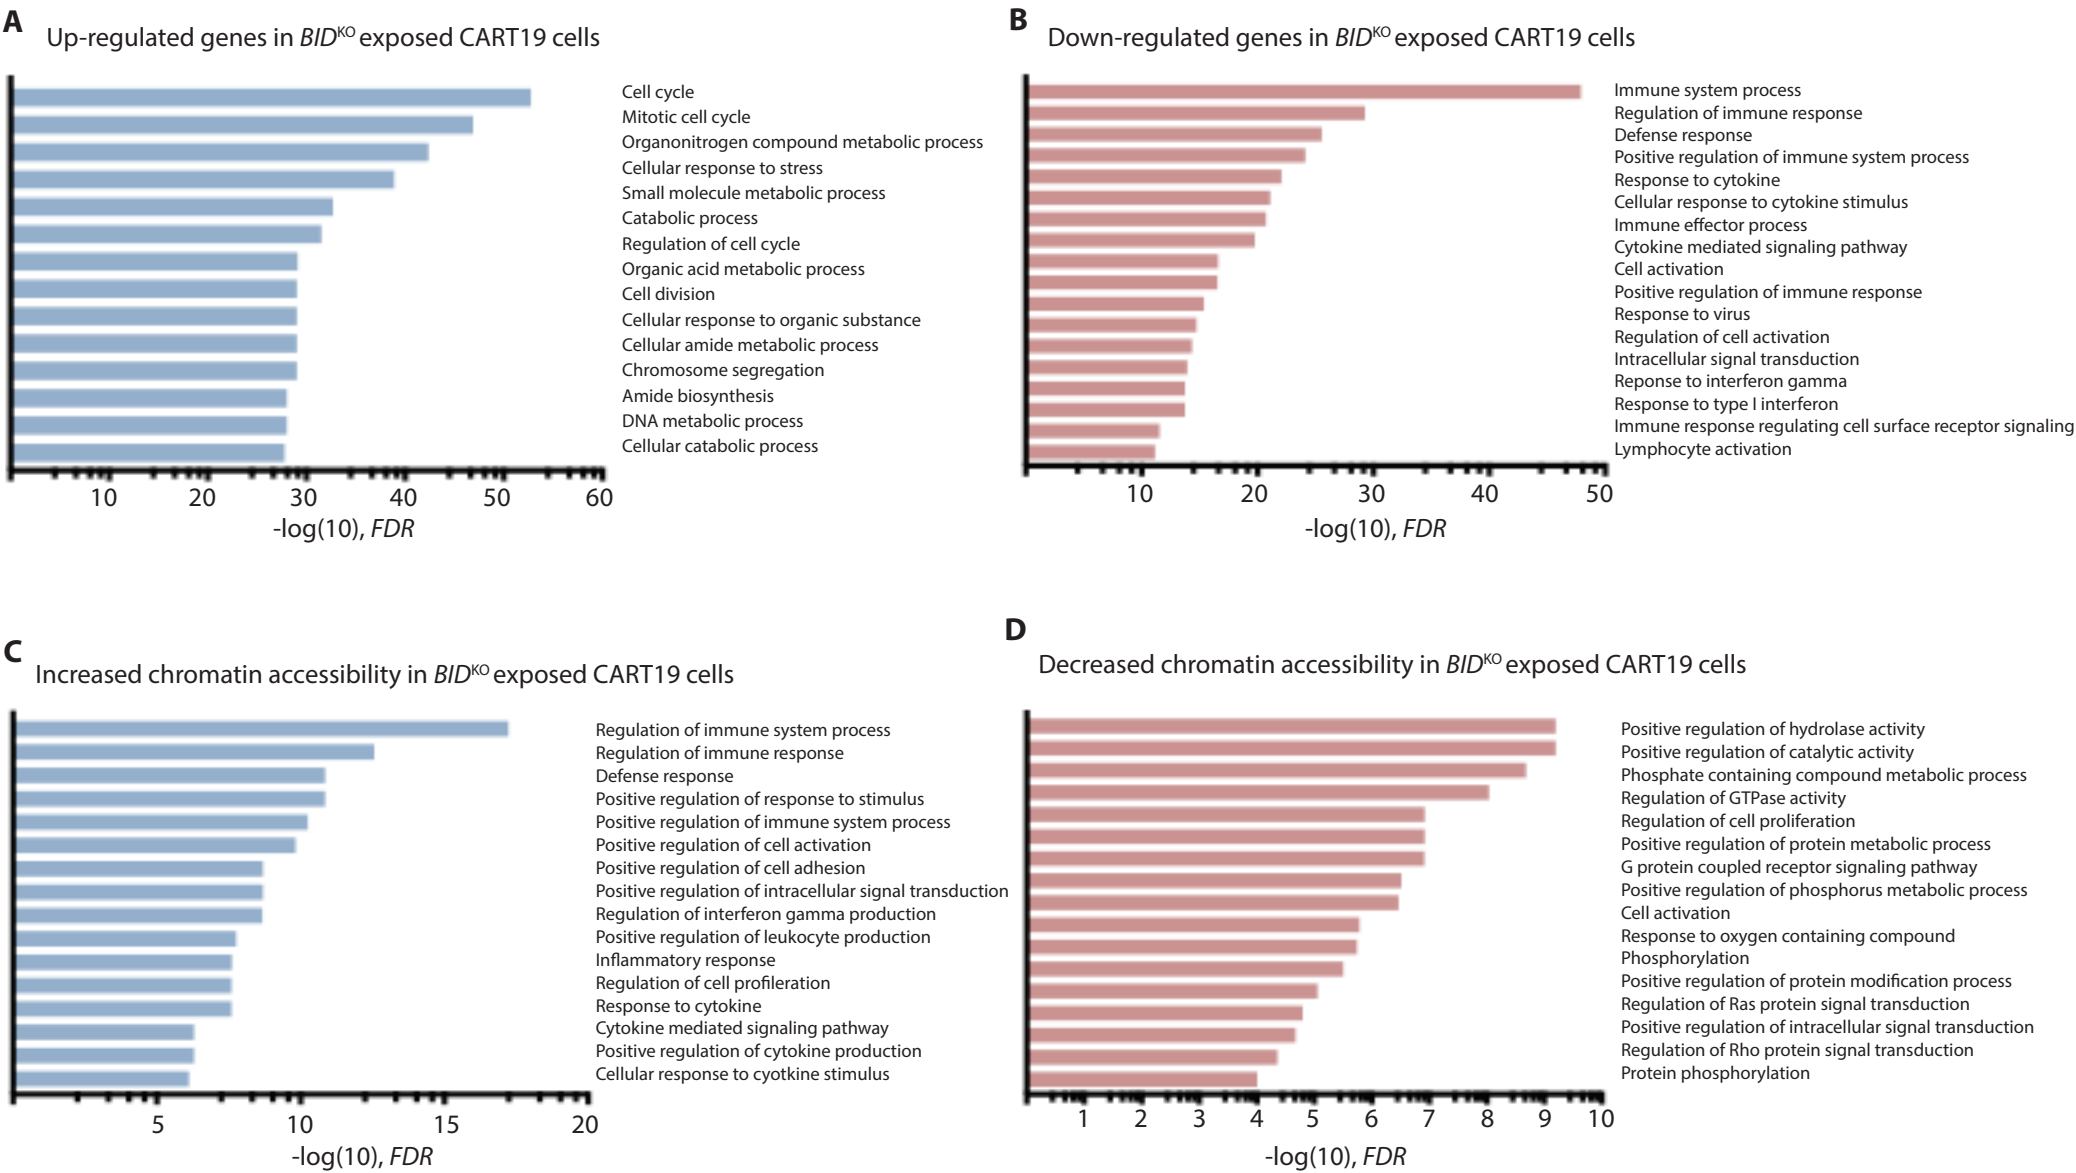 A
Up-regulated genes in BIDKO exposed CART19 cells
Cell cycle
Mitotic cell cycle
Organonitrogen compound metabolic process
Cellular response to stress
Small molecule metabolic process
Catabolic process
Regulation of cell cycle
Organic acid metabolic process
Cell division
Cellular response to organic substance
Cellular amide metabolic process
Chromosome segregation
Amide biosynthesis
DNA metabolic process
Cellular catabolic process
10 20 30 40 50 60
-log(10), FDR
B
Down-regulated genes in BIDKO exposed CART19 cells
Immune system process
Regulation of immune response
Defense response
Positive regulation of immune system process
Response to cytokine
Cellular response to cytokine stimulus
Immune effector process
Cytokine mediated signaling pathway
Cell activation
Positive regulation of immune response
Response to virus
Regulation of cell activation
Intracellular signal transduction
Reponse to interferon gamma
Response to type I interferon
Immune response regulating cell surface receptor signaling
Lymphocyte activation
10 20 30 40 50
-log(10), FDR
C
Increased chromatin accessibility in BIDKO exposed CART19 cells
Regulation of immune system process
Regulation of immune response
Defense response
Positive regulation of response to stimulus
Positive regulation of immune system process
Positive regulation of cell activation
Positive regulation of cell adhesion
Positive regulation of intracellular signal transduction
Regulation of interferon gamma production
Positive regulation of leukocyte production
Inflammatory response
Regulation of cell profileration
Response to cytokine
Cytokine mediated signaling pathway
Positive regulation of cytokine production
Cellular response to cyotkine stimulus
5 10 15 20
-log(10), FDR
D
Decreased chromatin accessibility in BIDKO exposed CART19 cells
Positive regulation of hydrolase activity
Positive regulation of catalytic activity
Phosphate containing compound metabolic process
Regulation of GTPase activity
Regulation of cell proliferation
Positive regulation of protein metabolic process
G protein coupled receptor signaling pathway
Positive regulation of phosphorus metabolic process
Cell activation
Response to oxygen containing compound
Phosphorylation
Positive regulation of protein modification process
Regulation of Ras protein signal transduction
Positive regulation of intracellular signal transduction
Regulation of Rho protein signal transduction
Protein phosphorylation
1 2 3 4 5 6 7 8 9 10
-log(10), FDR